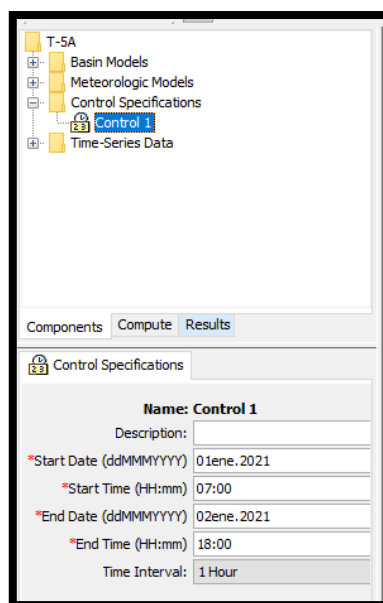 T-5A
Basin Models
Meteorologic Models
Control Specifications
Control 1
Time-Series Data
Components Compute Results
Control Specifications
Name: Control 1
Description:
*Start Date (ddMMMYYYY) 01ene.2021
*Start Time (HH:mm) 07:00
*End Date (ddMMMYYYY) 02ene.2021
*End Time (HH:mm) 18:00
Time Interval: 1 Hour